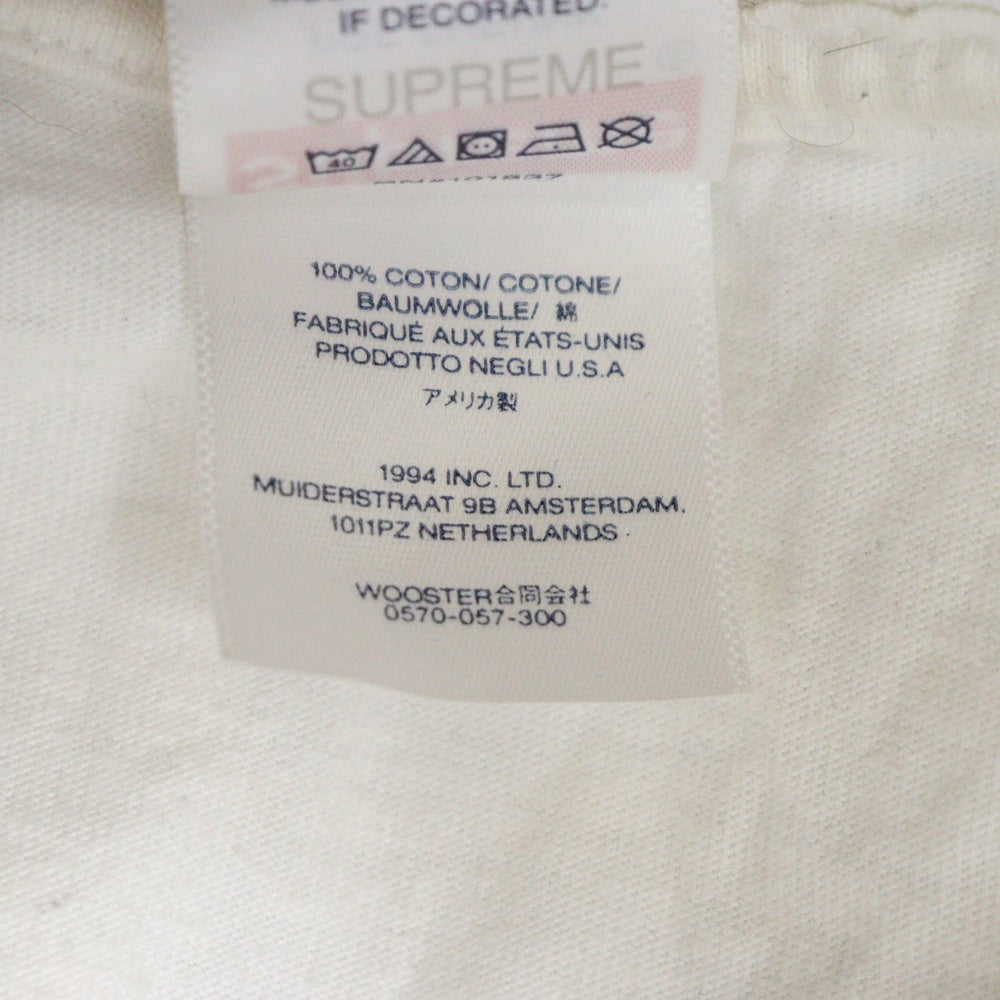 IF DECORATED.
SUPREME
40
100% COTON/ COTONE/
BAUMWOLLE/ 綿
FABRIQUÉ AUX ÉTATS-UNIS
PRODOTTO NEGLI U.S.A
アメリカ製
1994 INC. LTD.
MUIDERSTRAAT 9B AMSTERDAM.
1011PZ NETHERLANDS
WOOSTER合同会社
0570-057-300